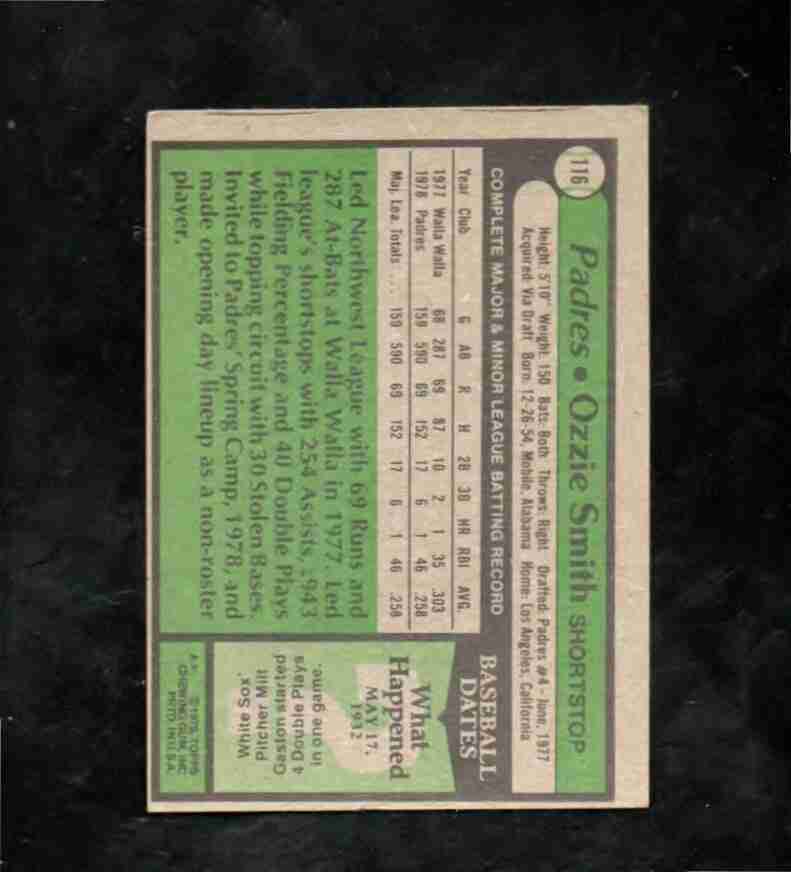 116
Padres • Ozzie Smith SHORTSTOP
Height: 5'10" Weight: 150 Bats: Both Throws: Right Drafted: Padres #4 - June, 1977
Acquired: Via Draft Born: 12-26-54, Mobile, Alabama Home: Los Angeles, California
COMPLETE MAJOR & MINOR LEAGUE BATTING RECORD
Year Club G AB R H 2B 3B HR RBI AVG.
1977 Walla Walla 68 287 69 87 10 2 1 35 .303
1978 Padres 159 590 69 152 17 6 1 46 .258
Maj. Lea. Totals .... 159 590 69 152 17 6 1 46 .258
Led Northwest League with 69 Runs and
287 At-Bats at Walla Walla in 1977. Led
league's shortstops with 254 Assists, .943
Fielding Percentage and 40 Double Plays
while topping circuit with 30 Stolen Bases.
Invited to Padres' Spring Camp, 1978, and
made opening day lineup as a non-roster
player.
BASEBALL
DATES
What
Happened
MAY 17,
1932
White Sox'
Pitcher Milt
Gaston started
4 Double Plays
in one game.
©1979, TOPPS
CHEWING GUM, INC.
PRTD. IN U.S.A.